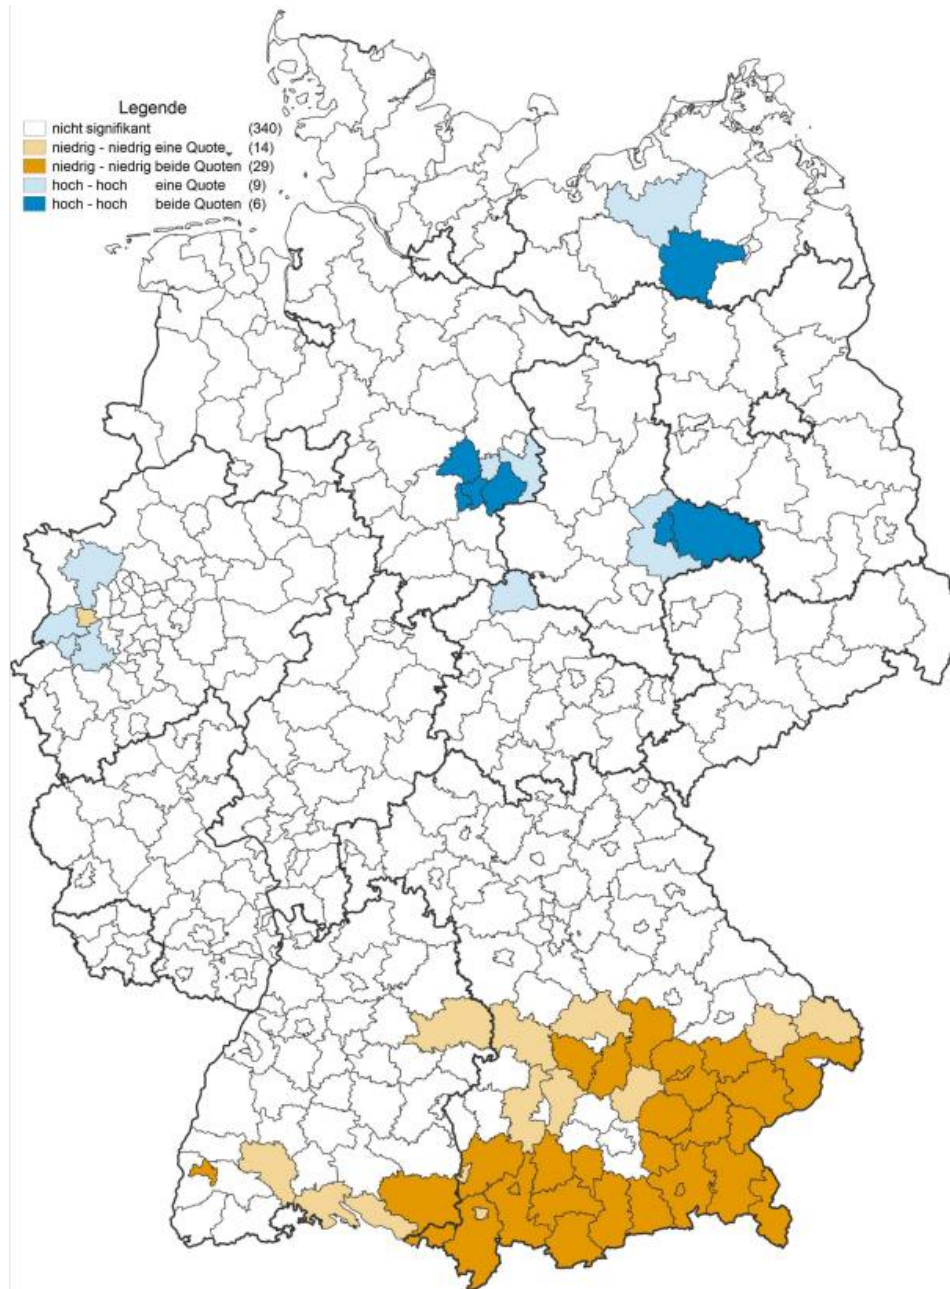 Legende
nicht signifikant (340)
niedrig - niedrig eine Quote (14)
niedrig - niedrig beide Quoten (29)
hoch - hoch eine Quote (9)
hoch - hoch beide Quoten (6)